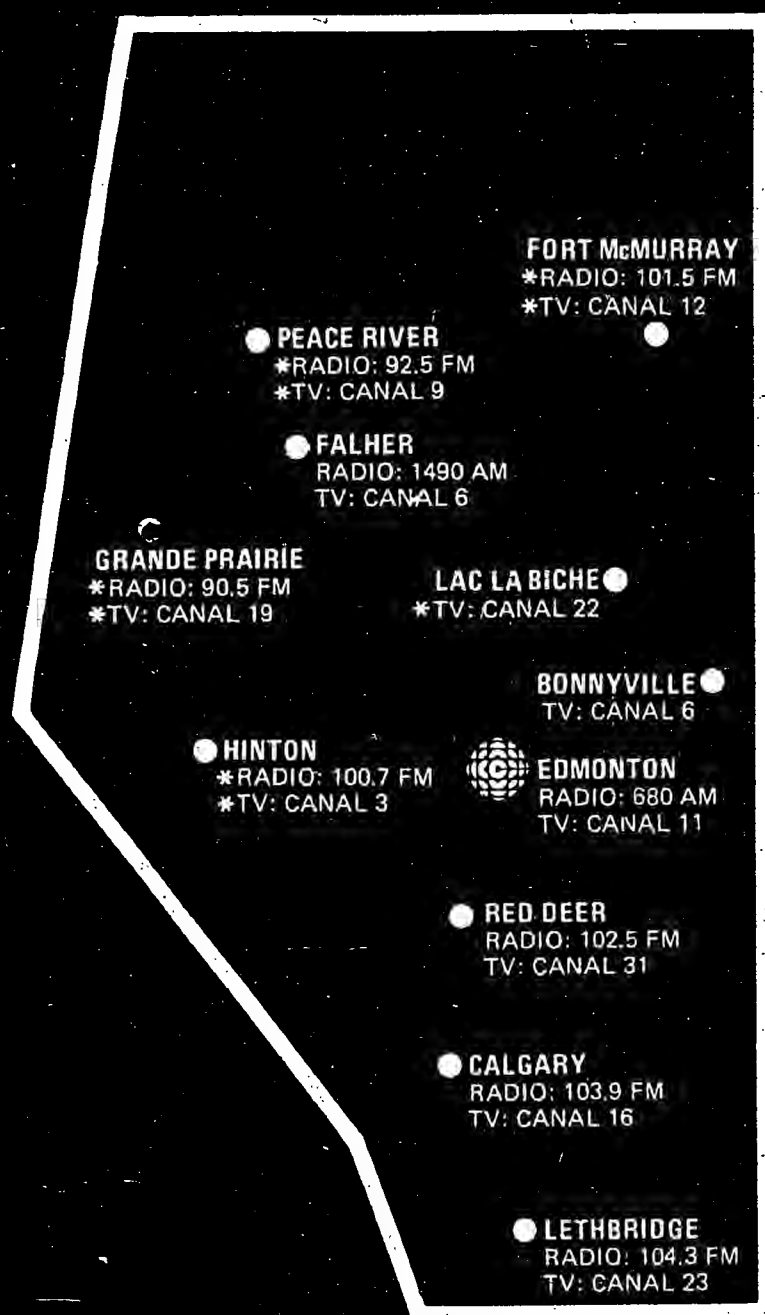 FORT McMURRAY
*RADIO: 101.5 FM
*TV: CANAL 12
PEACE RIVER
*RADIO: 92.5 FM
*TV: CANAL 9
FALHER
RADIO: 1490 AM
TV: CANAL 6
GRANDE PRAIRIE
*RADIO: 90.5 FM
*TV: CANAL 19
LAC LA BICHE
*TV: CANAL 22
BONNYVILLE
TV: CANAL 6
HINTON
*RADIO: 100.7 FM
*TV: CANAL 3
EDMONTON
RADIO: 680 AM
TV: CANAL 11
RED DEER
RADIO: 102.5 FM
TV: CANAL 31
CALGARY
RADIO: 103.9 FM
TV: CANAL 16
LETHBRIDGE
RADIO: 104.3 FM
TV: CANAL 23